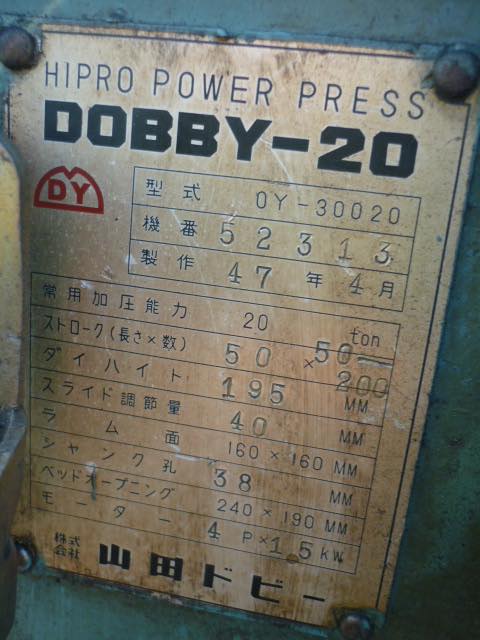 HIPRO POWER PRESS
DOBBY-20
DY
型式 OY-30020
機番 52313
製作 47年4月
常用加圧能力 20 ton
ストローク(長さ×数) 50×50—200
ダイハイト 195 MM
スライド調節量 40 MM
ラム面 160×160 MM
シャンク孔 38 MM
ベッドオープニング 240×190 MM
モーター 4P×1.5KW
株式会社 山田ドビー